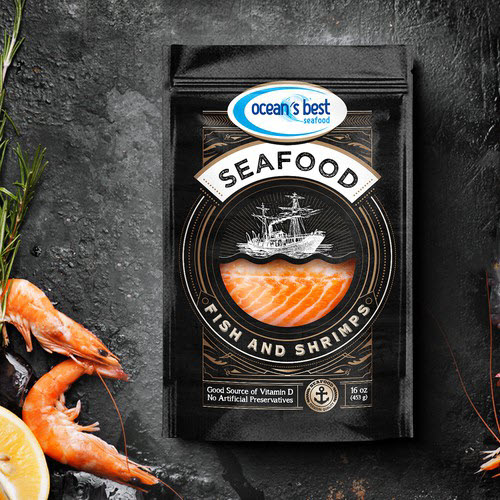 ocean's best
seafood
SEAFOOD
FISH AND SHRIMPS
Good Source of Vitamin D
No Artificial Preservatives
16 oz
(453 g)